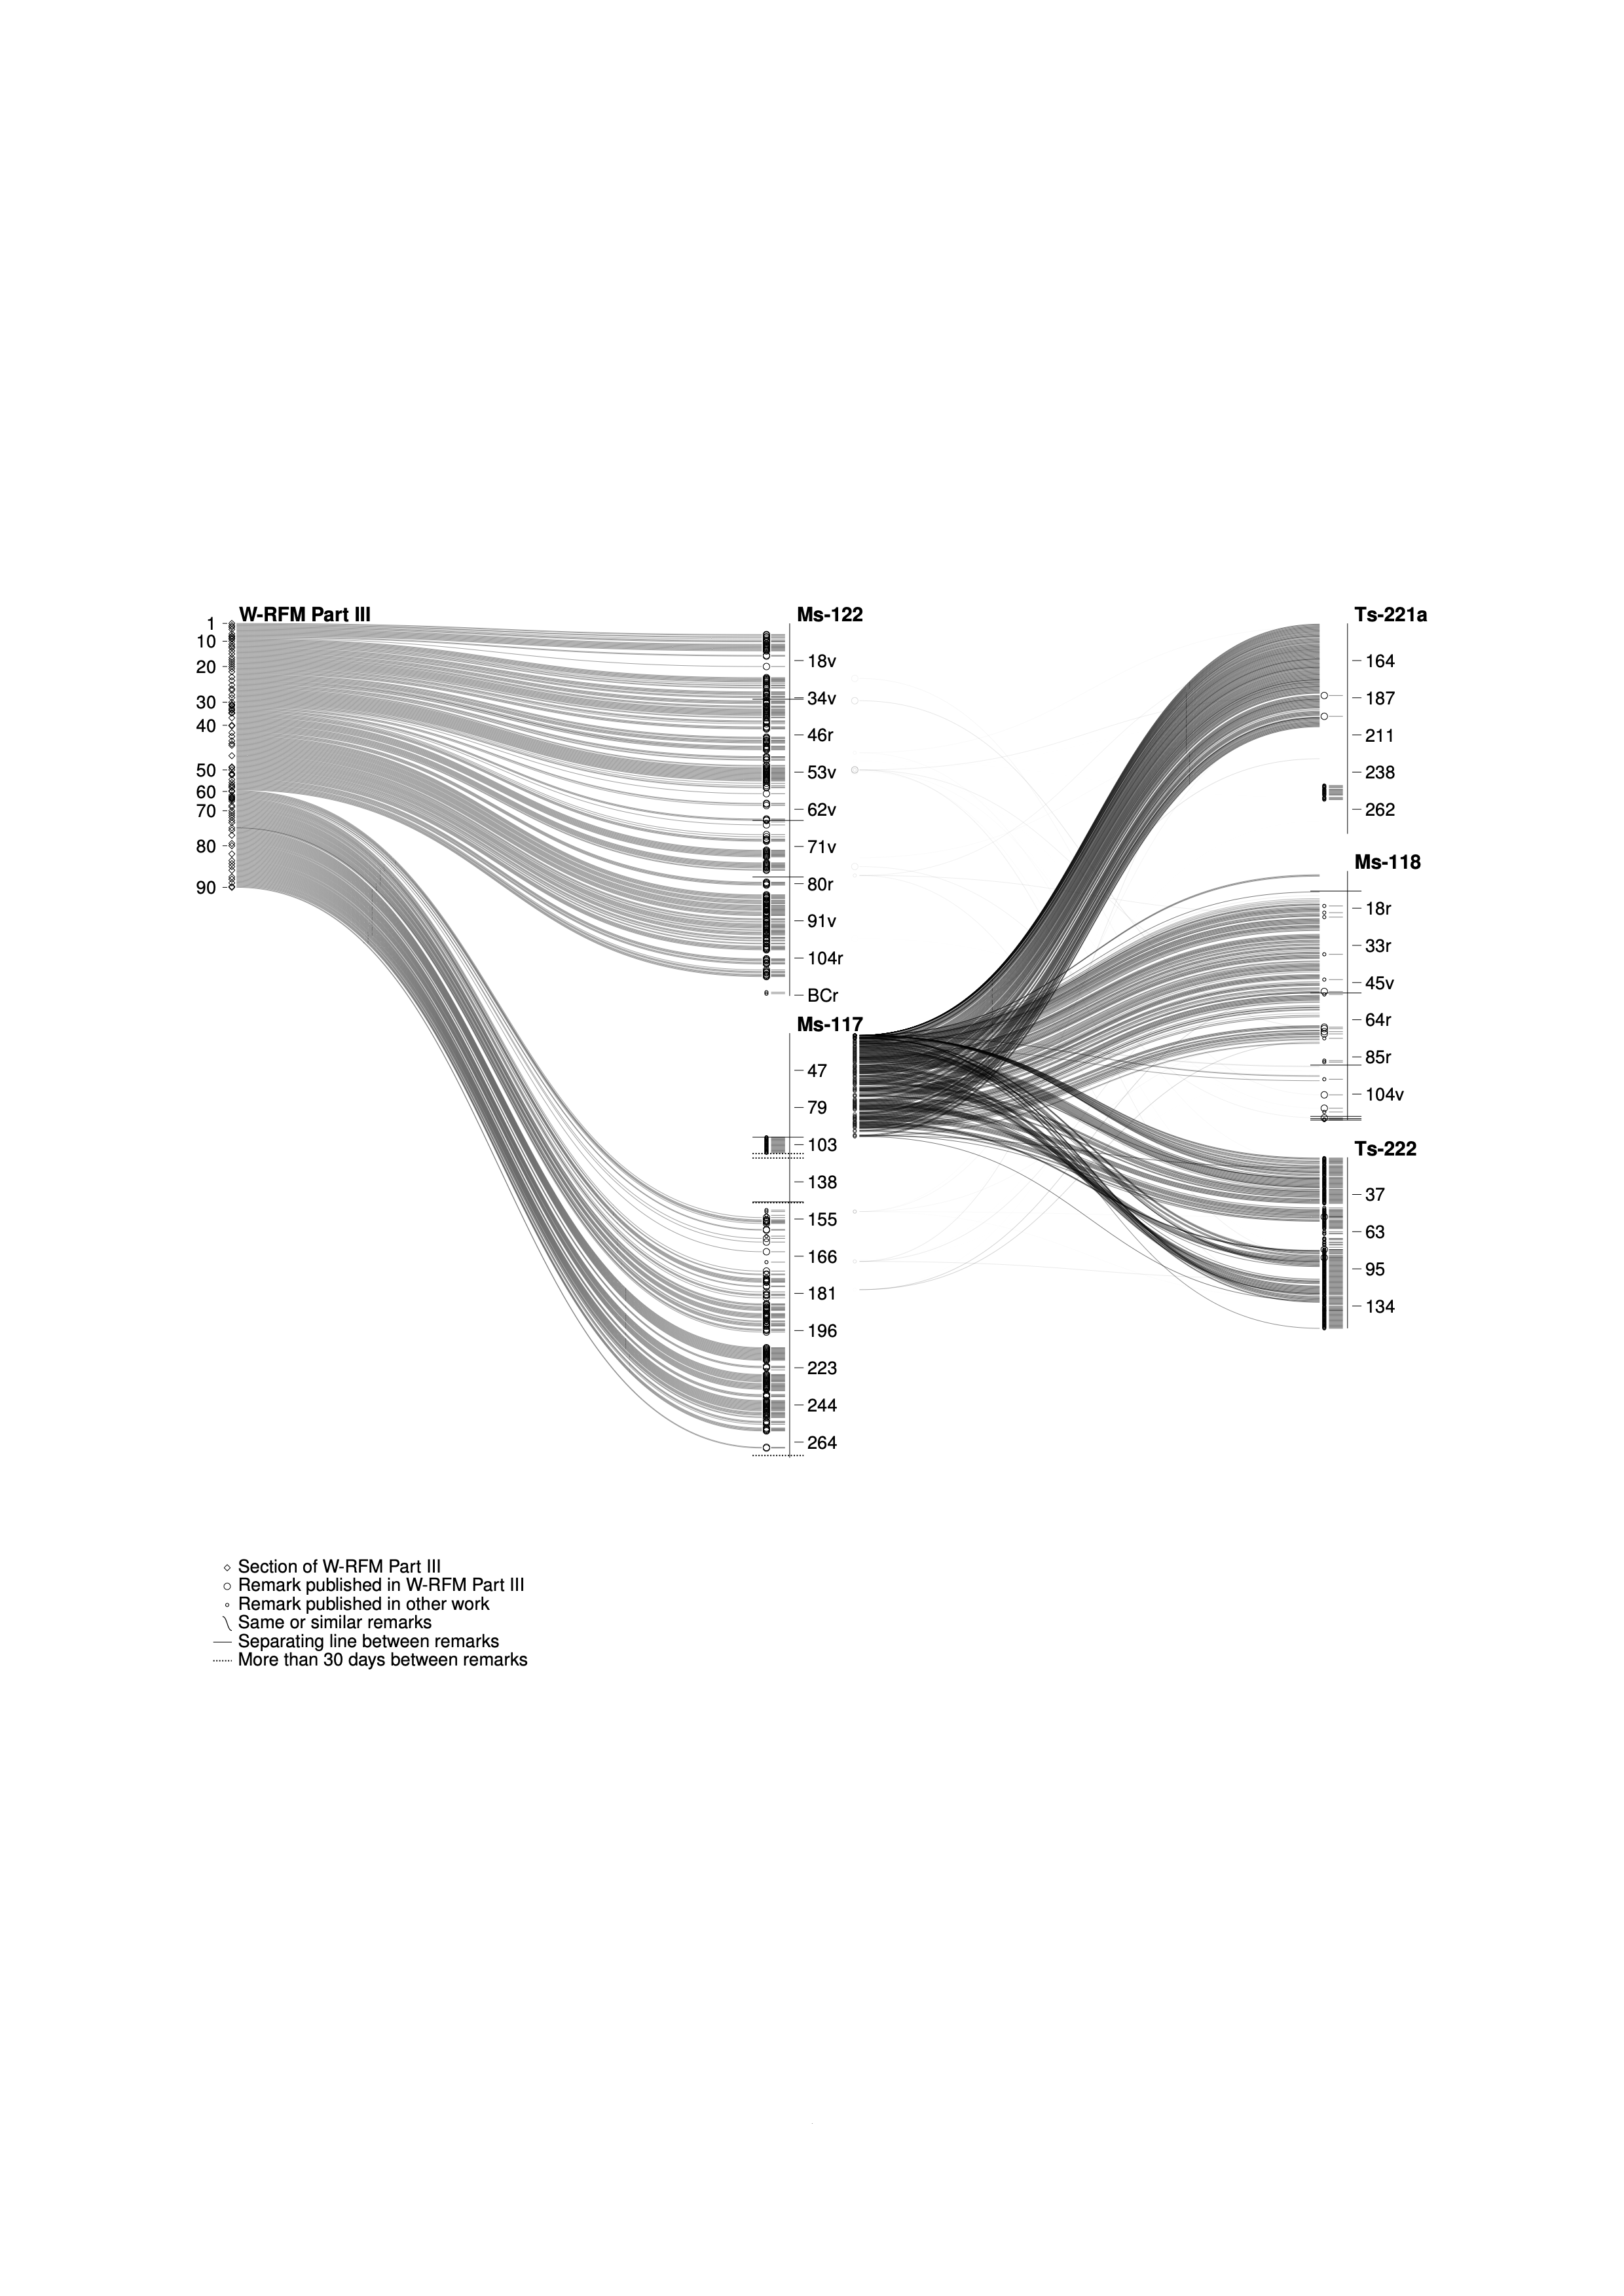 W-RFM Part III
1
10
20
30
40
50
60
70
80
90
Ms-122
18v
34v
46r
53v
62v
71v
80r
91v
104r
BCr
Ms-117
47
79
103
138
155
166
181
196
223
244
264
Ts-221a
164
187
211
238
262
Ms-118
18r
33r
45v
64r
85r
104v
Ts-222
37
63
95
134
Section of W-RFM Part III
Remark published in W-RFM Part III
Remark published in other work
Same or similar remarks
Separating line between remarks
More than 30 days between remarks